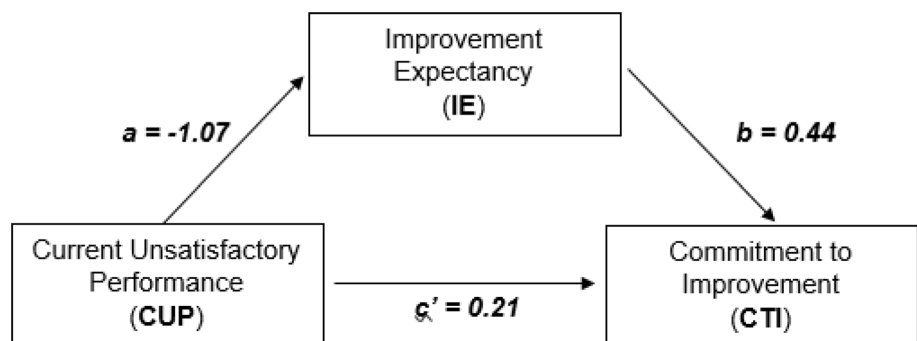 Improvement
Expectancy
(IE)
a = -1.07
b = 0.44
Current Unsatisfactory
Performance
(CUP)
c’ = 0.21
Commitment to
Improvement
(CTI)